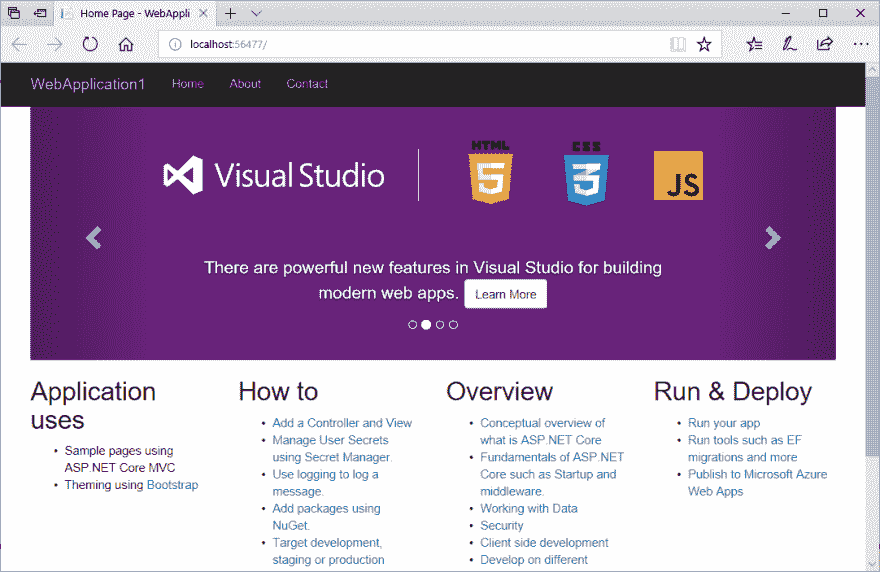 Home Page - WebAppli
localhost:56477/
WebApplication1 Home About Contact
Visual Studio
HTML
5
CSS
3
JS
There are powerful new features in Visual Studio for building
modern web apps. Learn More
Application
uses
Sample pages using
ASP.NET Core MVC
Theming using Bootstrap
How to
Add a Controller and View
Manage User Secrets
using Secret Manager.
Use logging to log a
message.
Add packages using
NuGet.
Target development,
staging or production
Overview
Conceptual overview of
what is ASP.NET Core
Fundamentals of ASP.NET
Core such as Startup and
middleware.
Working with Data
Security
Client side development
Develop on different
Run & Deploy
Run your app
Run tools such as EF
migrations and more
Publish to Microsoft Azure
Web Apps